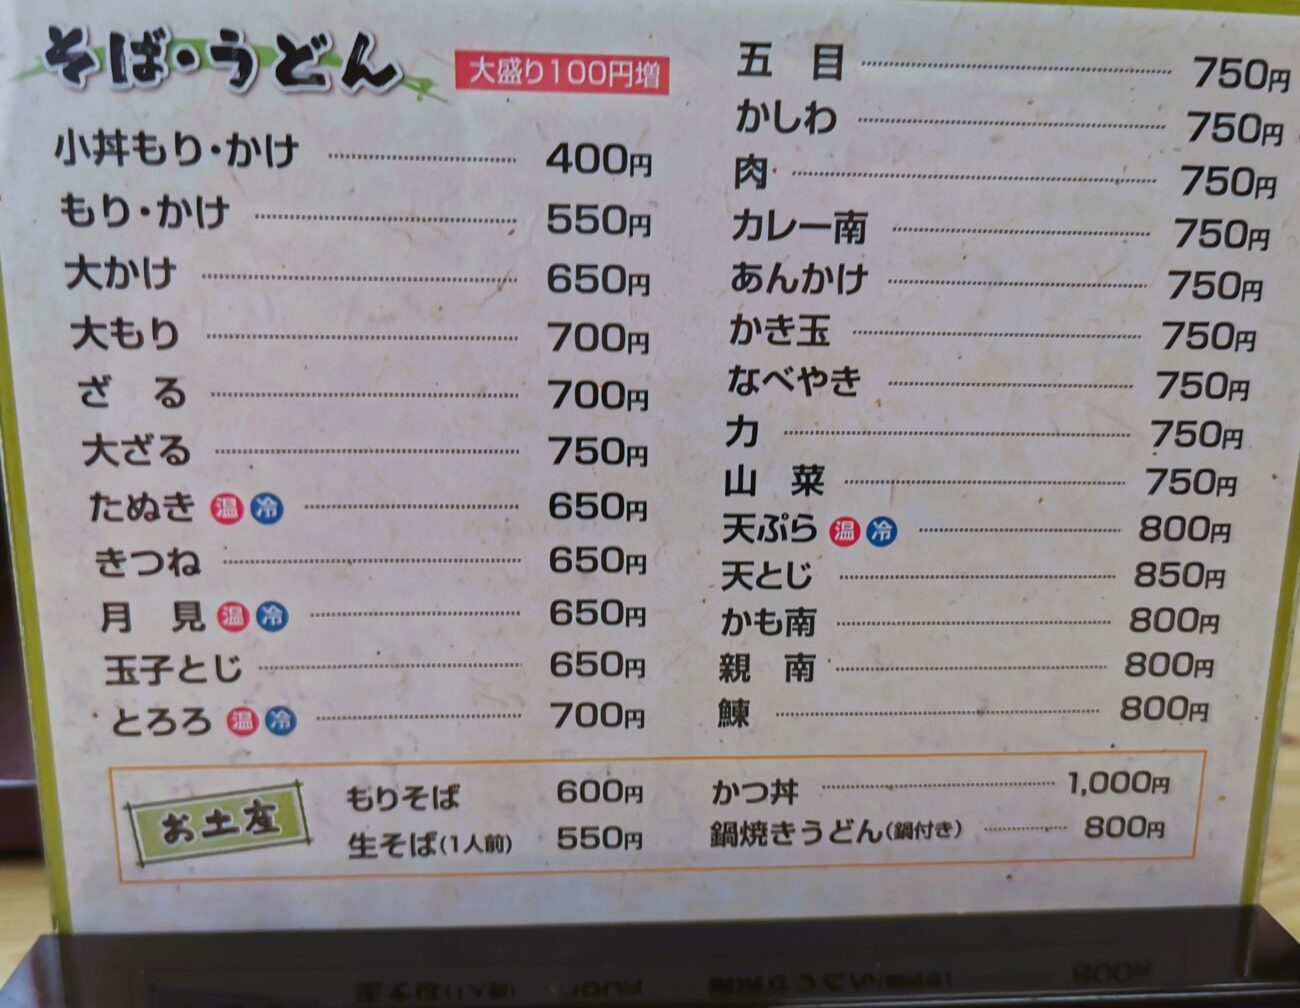 そば・うどん
大盛り100円増
小丼もり・かけ 400円
もり・かけ 550円
大かけ 650円
大もり 700円
ざる 700円
大ざる 750円
たぬき 温 冷 650円
きつね 650円
月見 温 冷 650円
玉子とじ 650円
とろろ 温 冷 700円
五目 750円
かしわ 750円
肉 750円
カレー南 750円
あんかけ 750円
かき玉 750円
なべやき 750円
力 750円
山菜 750円
天ぷら 温 冷 800円
天とじ 850円
かも南 800円
親南 800円
鰊 800円
お土産
もりそば 600円
生そば(1人前) 550円
かつ丼 1,000円
鍋焼きうどん(鍋付き) 800円